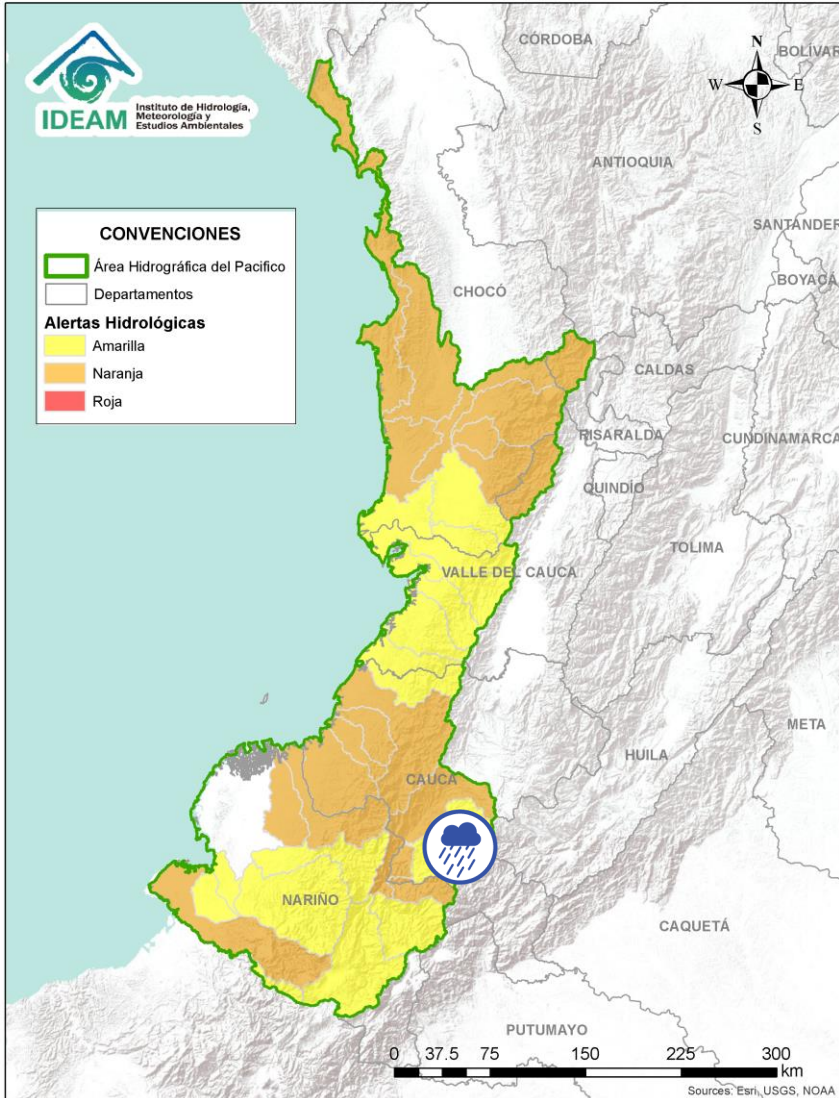 IDEAM
Instituto de Hidrología,
Meteorología y
Estudios Ambientales
N
W E
S
CÓRDOBA
BOLÍVAR
ANTIOQUIA
SANTANDER
BOYACÁ
CHOCÓ
CALDAS
RISARALDA
CUNDINAMARCA
QUINDÍO
TOLIMA
VALLE DEL CAUCA
META
HUILA
CAUCA
NARIÑO
CAQUETÁ
PUTUMAYO
CONVENCIONES
Área Hidrográfica del Pacifico
Departamentos
Alertas Hidrológicas
Amarilla
Naranja
Roja
0 37.5 75 150 225 300
km
Sources: Esri, USGS, NOAA